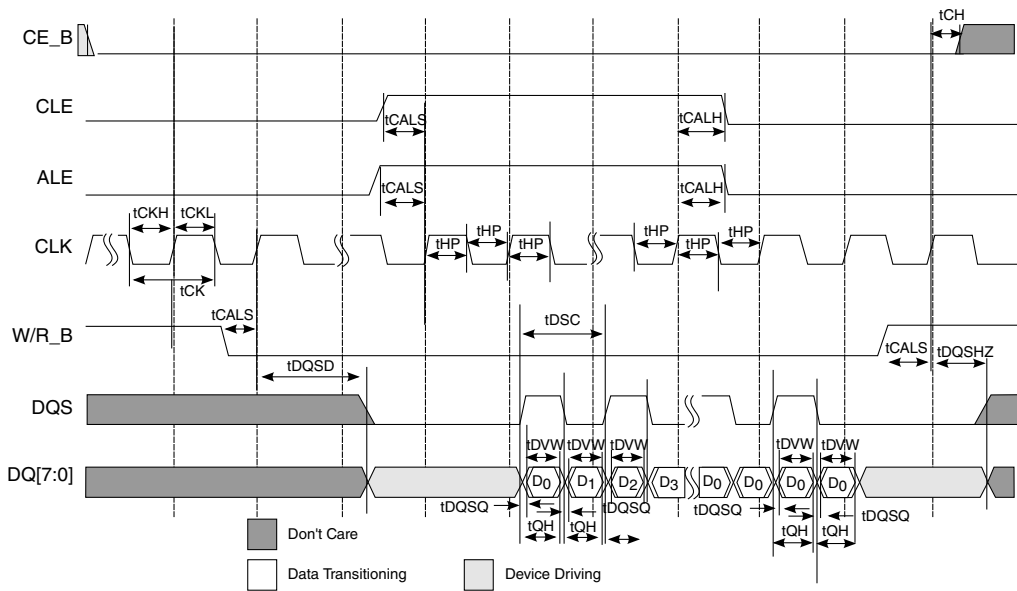 tCH
CE_B
CLE
tCALS
tCALH
ALE
tCALS
tCALH
tCKH tCKL
tHP tHP tHP tHP tHP tHP
CLK
tCK
tCALS
tDSC
W/R_B
tCALS tDQSHZ
tDQSD
DQS
tDVW tDVW tDVW tDVW tDVW
DQ[7:0] D0 D1 D2 D3 D0 D0 D0 D0
tDQSQ tDQSQ tDQSQ tDQSQ
tQH tQH tQH tQH
Don't Care
Data Transitioning Device Driving